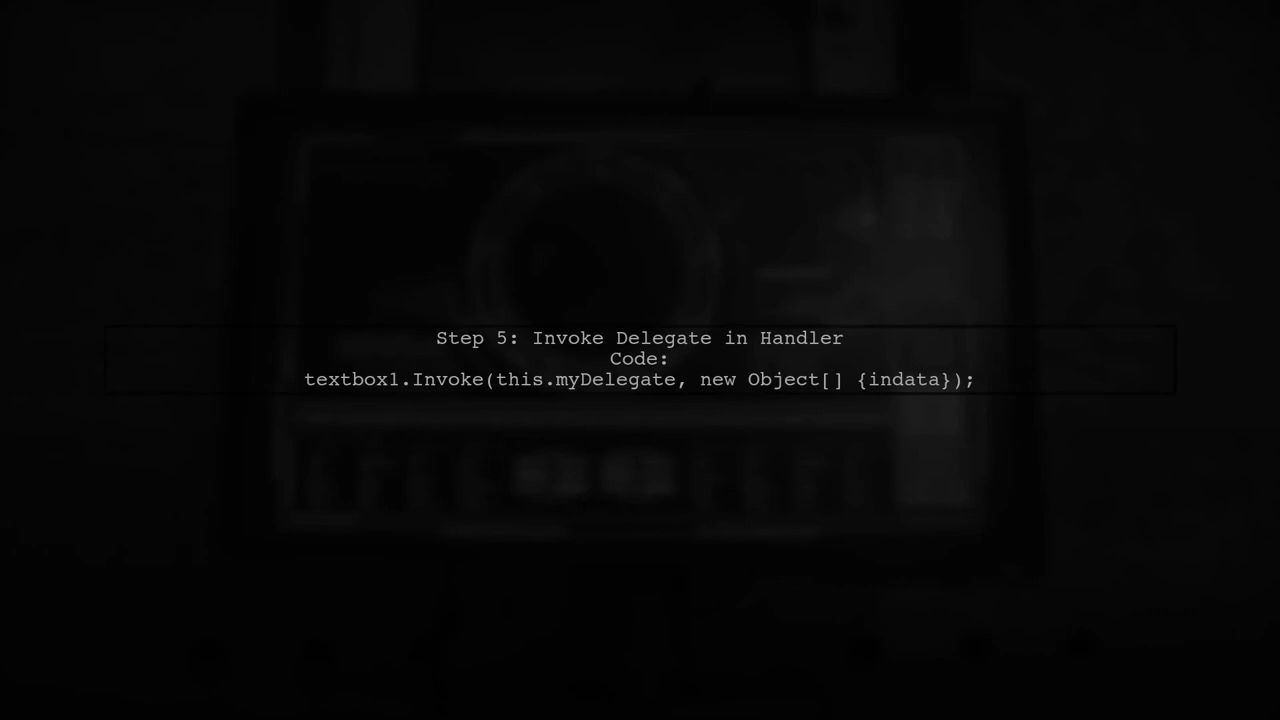 Step 5: Invoke Delegate in Handler
Code:
textbox1.Invoke(this.myDelegate, new Object[] {indata});